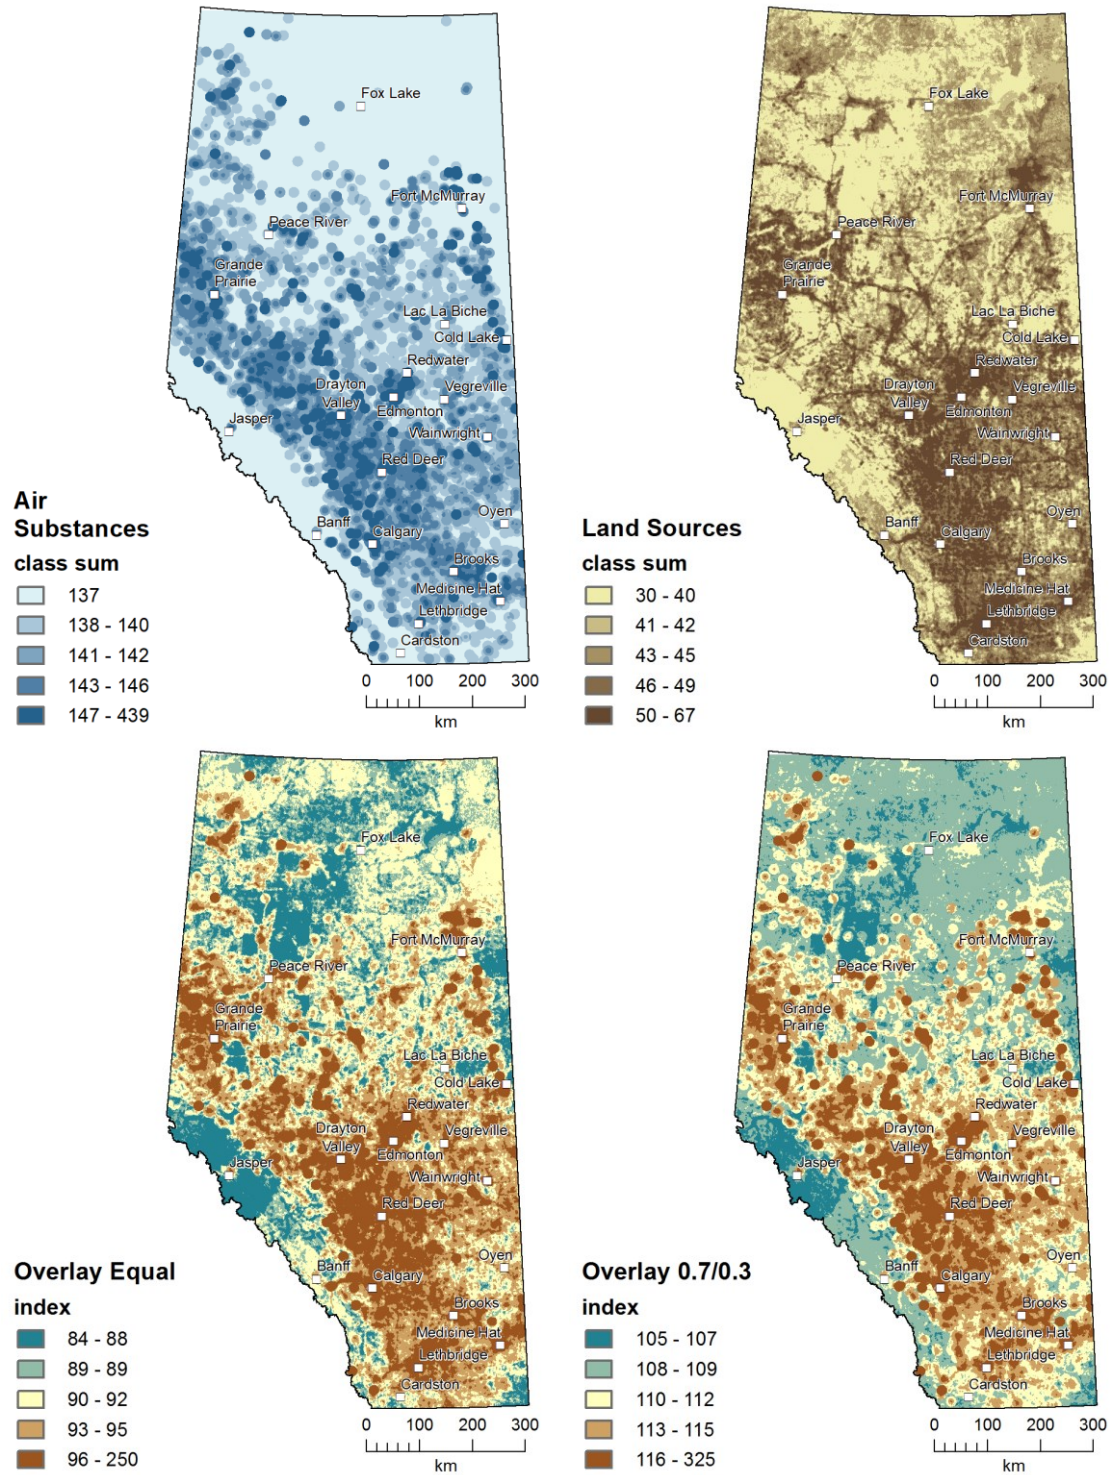 Fox Lake
Fort McMurray
Peace River
Grande
Prairie
Lac La Biche
Cold Lake
Redwater
Drayton
Valley
Vegreville
Edmonton
Jasper
Wainwright
Red Deer
Oyen
Banff
Calgary
Brooks
Medicine Hat
Lethbridge
Cardston
Air
Substances
class sum
137
138 - 140
141 - 142
143 - 146
147 - 439
0 100 200 300
km
Fox Lake
Fort McMurray
Peace River
Grande
Prairie
Lac La Biche
Cold Lake
Redwater
Drayton
Valley
Vegreville
Edmonton
Jasper
Wainwright
Red Deer
Oyen
Banff
Calgary
Brooks
Medicine Hat
Lethbridge
Cardston
Land Sources
class sum
30 - 40
41 - 42
43 - 45
46 - 49
50 - 67
0 100 200 300
km
Fox Lake
Fort McMurray
Peace River
Grande
Prairie
Lac La Biche
Cold Lake
Redwater
Drayton
Valley
Vegreville
Edmonton
Jasper
Wainwright
Red Deer
Oyen
Banff
Calgary
Brooks
Medicine Hat
Lethbridge
Cardston
Overlay Equal
index
84 - 88
89 - 89
90 - 92
93 - 95
96 - 250
0 100 200 300
km
Fox Lake
Fort McMurray
Peace River
Grande
Prairie
Lac La Biche
Cold Lake
Redwater
Drayton
Valley
Vegreville
Edmonton
Jasper
Wainwright
Red Deer
Oyen
Banff
Calgary
Brooks
Medicine Hat
Lethbridge
Cardston
Overlay 0.7/0.3
index
105 - 107
108 - 109
110 - 112
113 - 115
116 - 325
0 100 200 300
km